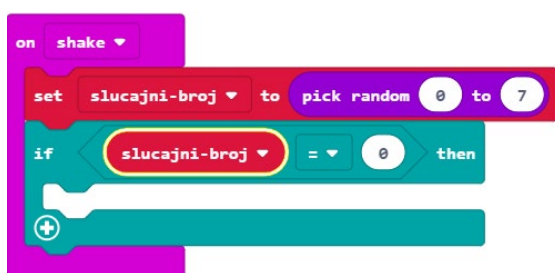 on shake
set slucajni-broj to pick random 0 to 7
if slucajni-broj = 0 then